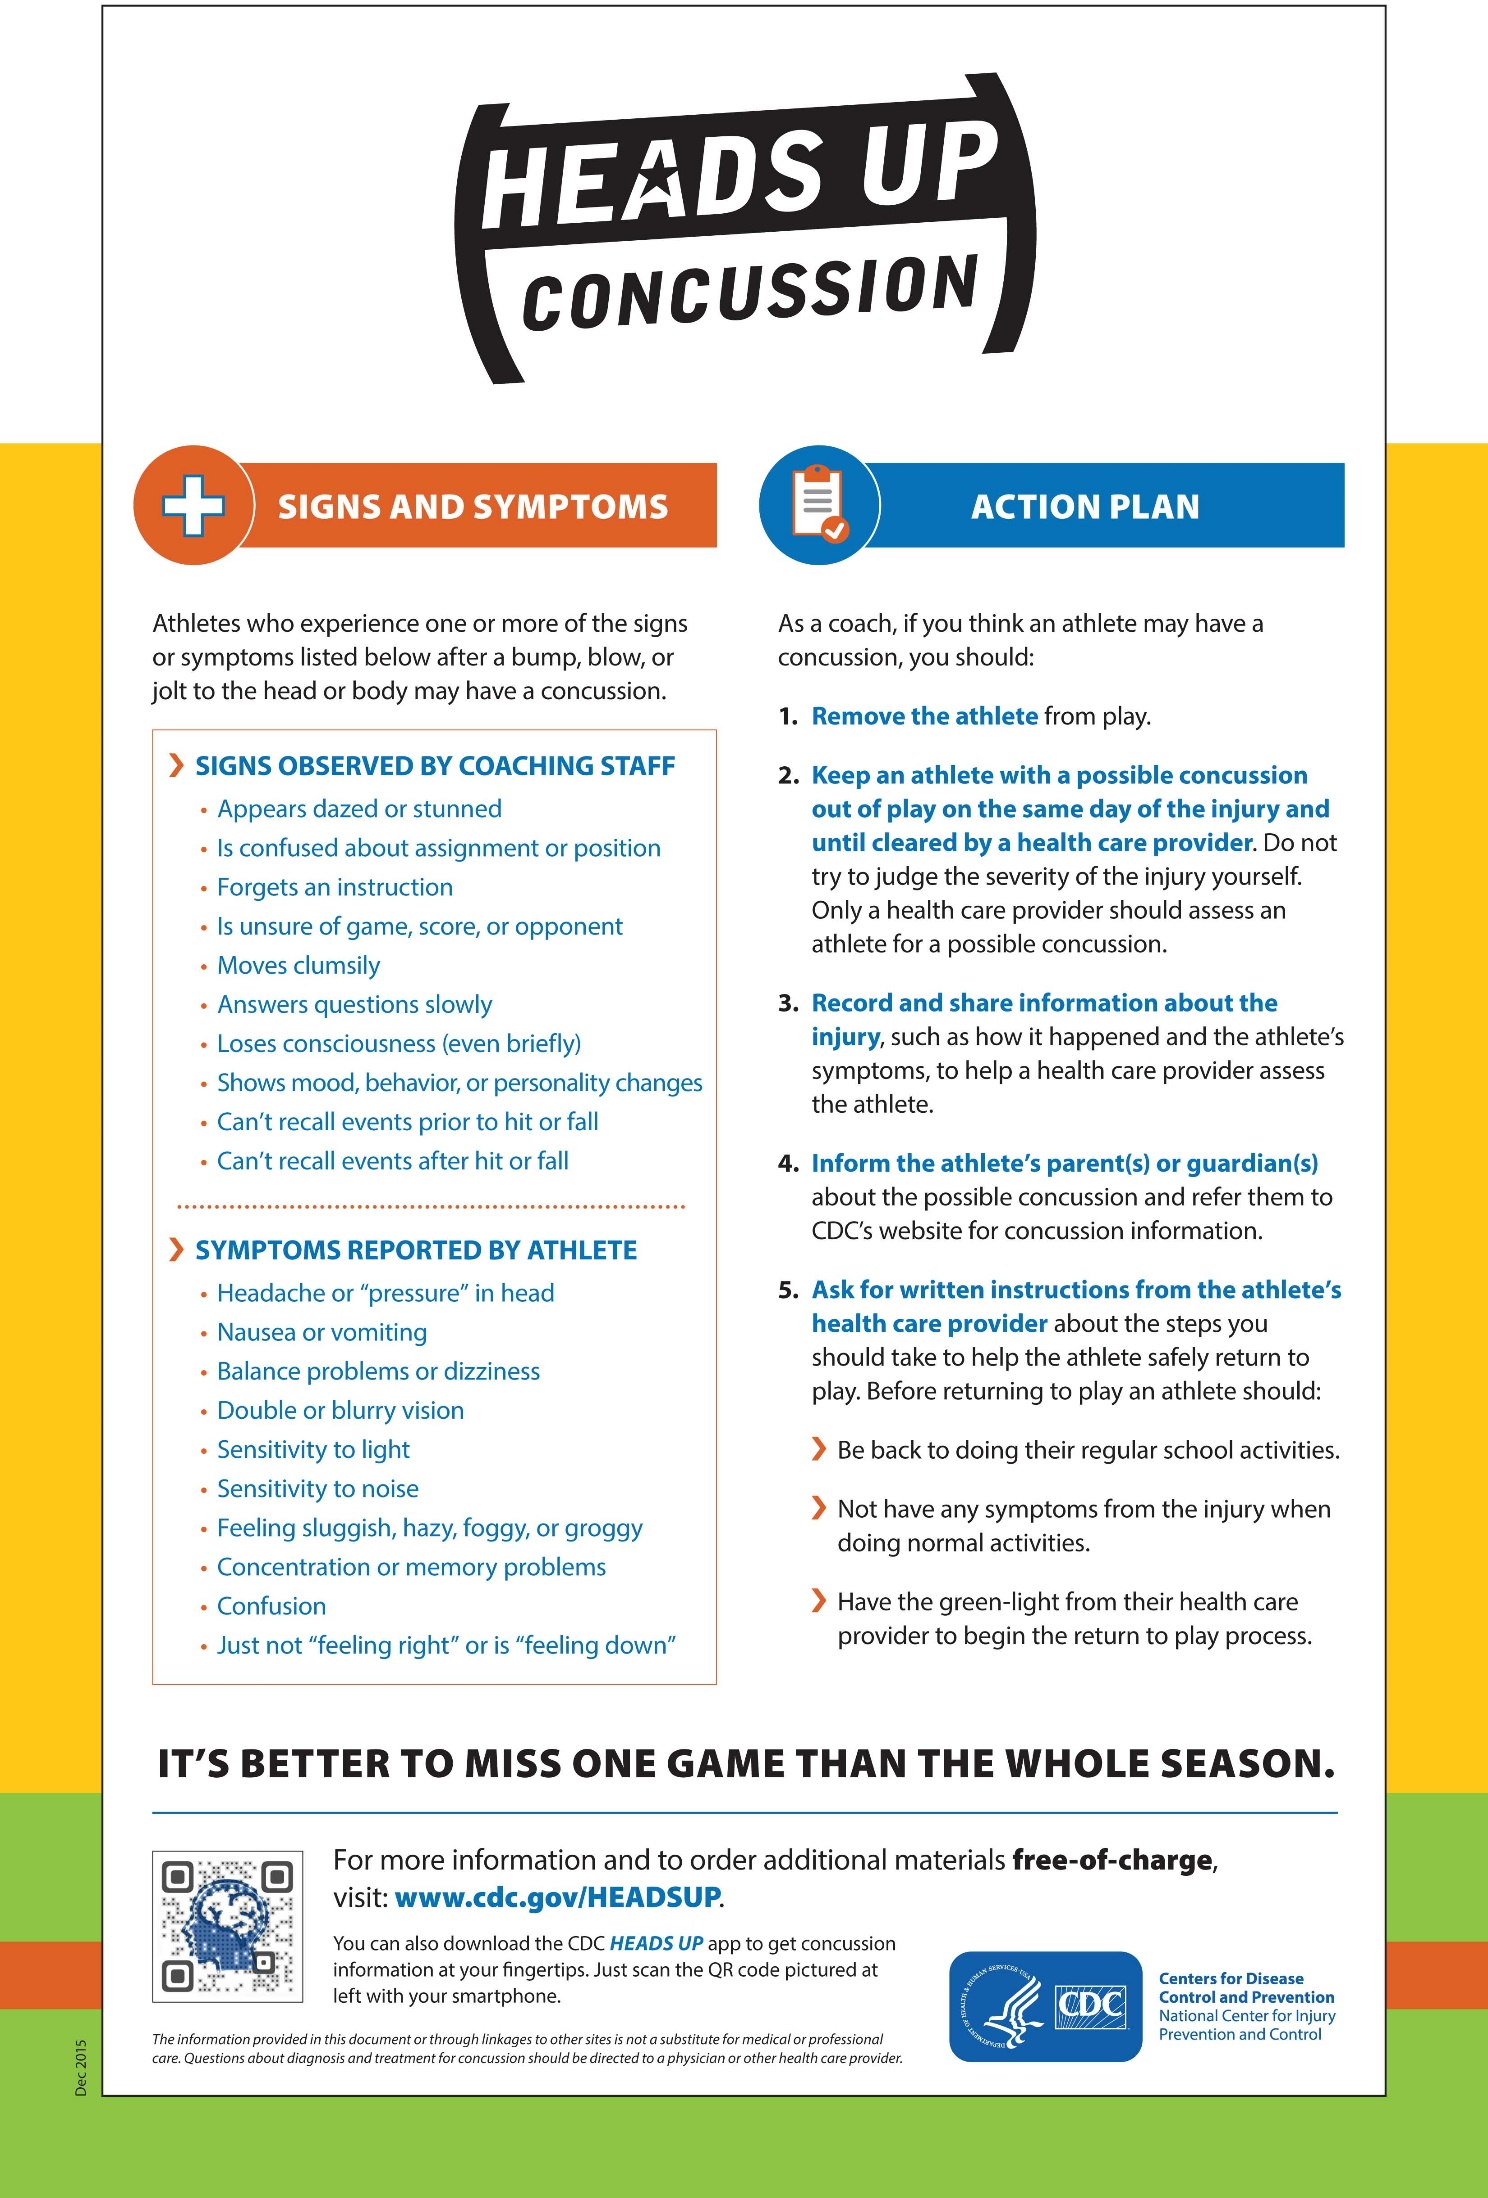 HEADS UP
CONCUSSION
SIGNS AND SYMPTOMS
Athletes who experience one or more of the signs
or symptoms listed below after a bump, blow, or
jolt to the head or body may have a concussion.
SIGNS OBSERVED BY COACHING STAFF
• Appears dazed or stunned
• Is confused about assignment or position
• Forgets an instruction
• Is unsure of game, score, or opponent
• Moves clumsily
• Answers questions slowly
• Loses consciousness (even briefly)
• Shows mood, behavior, or personality changes
• Can’t recall events prior to hit or fall
• Can’t recall events after hit or fall
SYMPTOMS REPORTED BY ATHLETE
• Headache or “pressure” in head
• Nausea or vomiting
• Balance problems or dizziness
• Double or blurry vision
• Sensitivity to light
• Sensitivity to noise
• Feeling sluggish, hazy, foggy, or groggy
• Concentration or memory problems
• Confusion
• Just not “feeling right” or is “feeling down”
ACTION PLAN
As a coach, if you think an athlete may have a
concussion, you should:
1. Remove the athlete from play.
2. Keep an athlete with a possible concussion
out of play on the same day of the injury and
until cleared by a health care provider. Do not
try to judge the severity of the injury yourself.
Only a health care provider should assess an
athlete for a possible concussion.
3. Record and share information about the
injury, such as how it happened and the athlete’s
symptoms, to help a health care provider assess
the athlete.
4. Inform the athlete’s parent(s) or guardian(s)
about the possible concussion and refer them to
CDC’s website for concussion information.
5. Ask for written instructions from the athlete’s
health care provider about the steps you
should take to help the athlete safely return to
play. Before returning to play an athlete should:
Be back to doing their regular school activities.
Not have any symptoms from the injury when
doing normal activities.
Have the green-light from their health care
provider to begin the return to play process.
IT’S BETTER TO MISS ONE GAME THAN THE WHOLE SEASON.
For more information and to order additional materials free-of-charge,
visit: www.cdc.gov/HEADSUP.
You can also download the CDC HEADS UP app to get concussion
information at your fingertips. Just scan the QR code pictured at
left with your smartphone.
The information provided in this document or through linkages to other sites is not a substitute for medical or professional
care. Questions about diagnosis and treatment for concussion should be directed to a physician or other health care provider.
DEPARTMENT OF HEALTH & HUMAN SERVICES·USA
CDC
Centers for Disease
Control and Prevention
National Center for Injury
Prevention and Control
Dec 2015